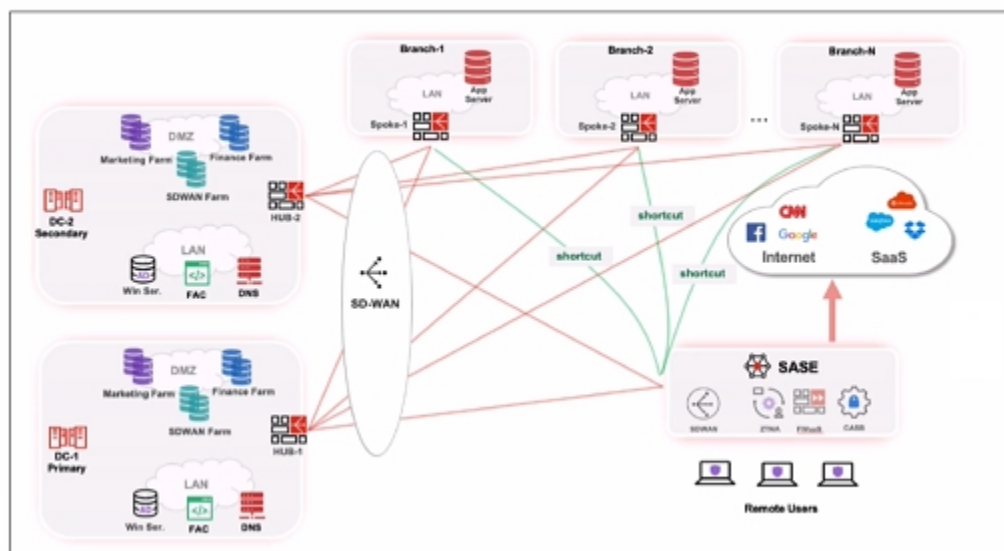 Branch-1
LAN
App
Server
Spoke-1
Branch-2
LAN
App
Server
Spoke-2
...
Branch-N
LAN
App
Server
Spoke-N
DMZ
Marketing Farm
Finance Farm
SDWAN Farm
HUB-2
DC-2
Secondary
LAN
AD
Win Ser.
FAC
DNS
SD-WAN
shortcut
shortcut
shortcut
CNN
Google
Internet
SaaS
DMZ
Marketing Farm
Finance Farm
SDWAN Farm
HUB-1
DC-1
Primary
LAN
AD
Win Ser.
FAC
DNS
SASE
SDWAN
ZTNA
FWaaS
CASB
Remote Users